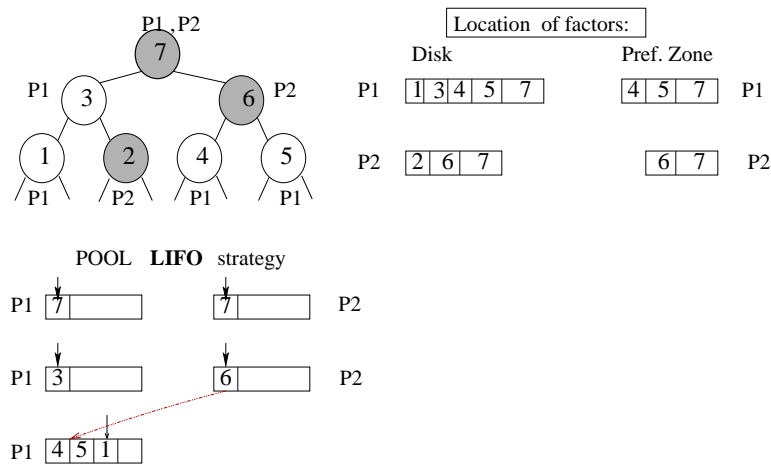 P1 , P2
7
P1 3 6 P2
1 2 4 5
P1 P2 P1 P1
Location of factors:
Disk Pref. Zone
P1 1 3 4 5 7 4 5 7 P1
P2 2 6 7 6 7 P2
POOL LIFO strategy
P1 7 7 P2
P1 3 6 P2
P1 4 5 1